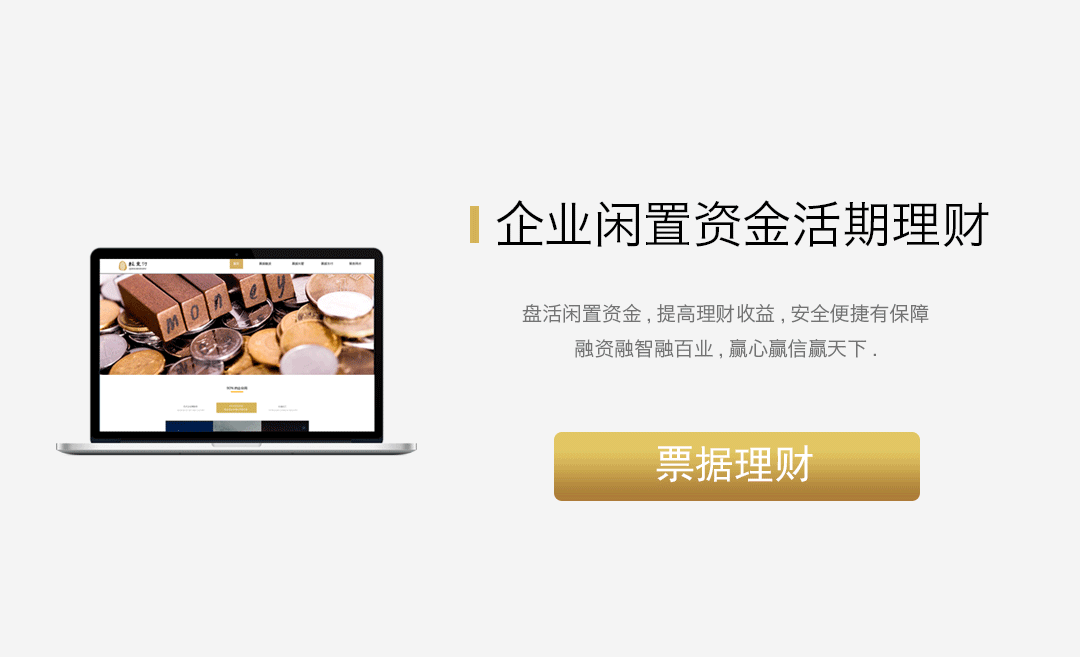 企业闲置资金活期理财
盘活闲置资金 , 提高理财收益 , 安全便捷有保障
融资融智融百业 , 赢心赢信赢天下 .
票据理财
money